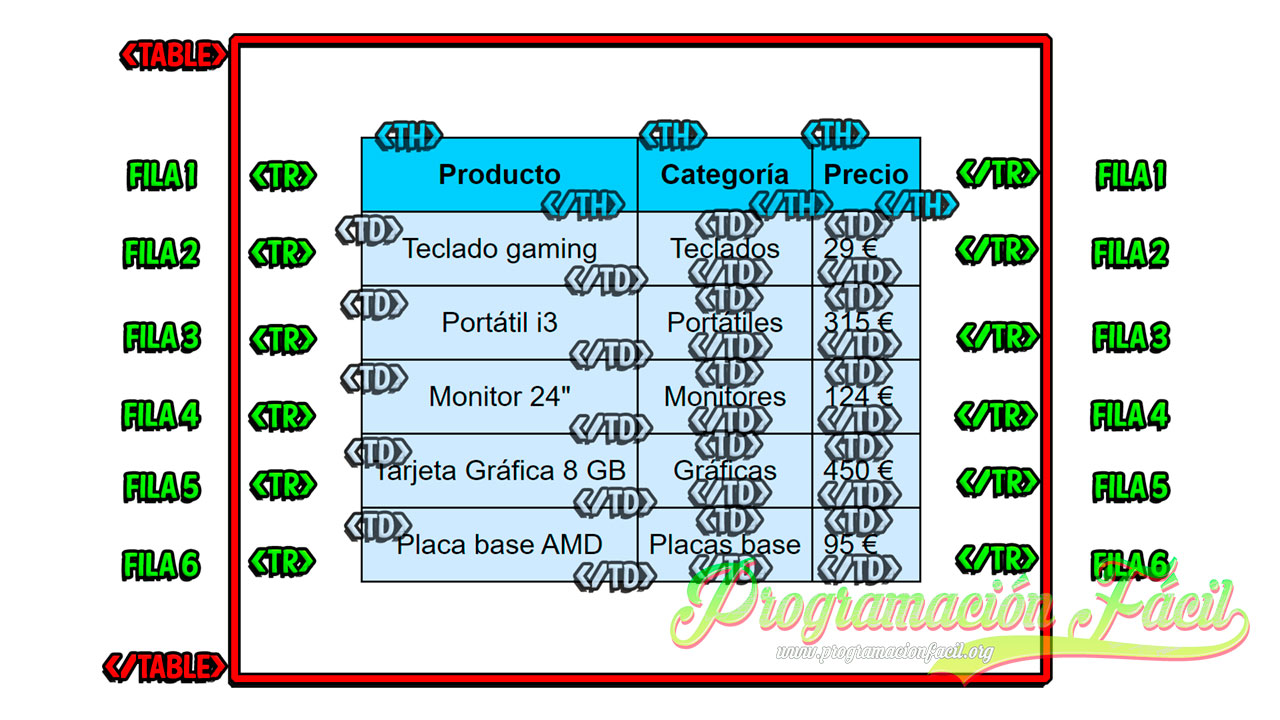 <TABLE>
<TH> <TH> <TH>
FILA 1 <TR> Producto Categoría Precio </TR> FILA 1
</TH> </TH> </TH>
<TD> <TD> <TD>
FILA 2 <TR> Teclado gaming Teclados 29 € </TR> FILA 2
</TD> </TD> </TD>
<TD> <TD> <TD>
FILA 3 <TR> Portátil i3 Portátiles 315 € </TR> FILA 3
</TD> </TD> </TD>
<TD> <TD> <TD>
FILA 4 <TR> Monitor 24" Monitores 124 € </TR> FILA 4
</TD> </TD> </TD>
<TD> <TD> <TD>
FILA 5 <TR> Tarjeta Gráfica 8 GB Gráficas 450 € </TR> FILA 5
</TD> </TD> </TD>
<TD> <TD> <TD>
FILA 6 <TR> Placa base AMD Placas base 95 € </TR> FILA 6
</TD> </TD> </TD>
Programación Fácil
www.programacionfacil.org
</TABLE>